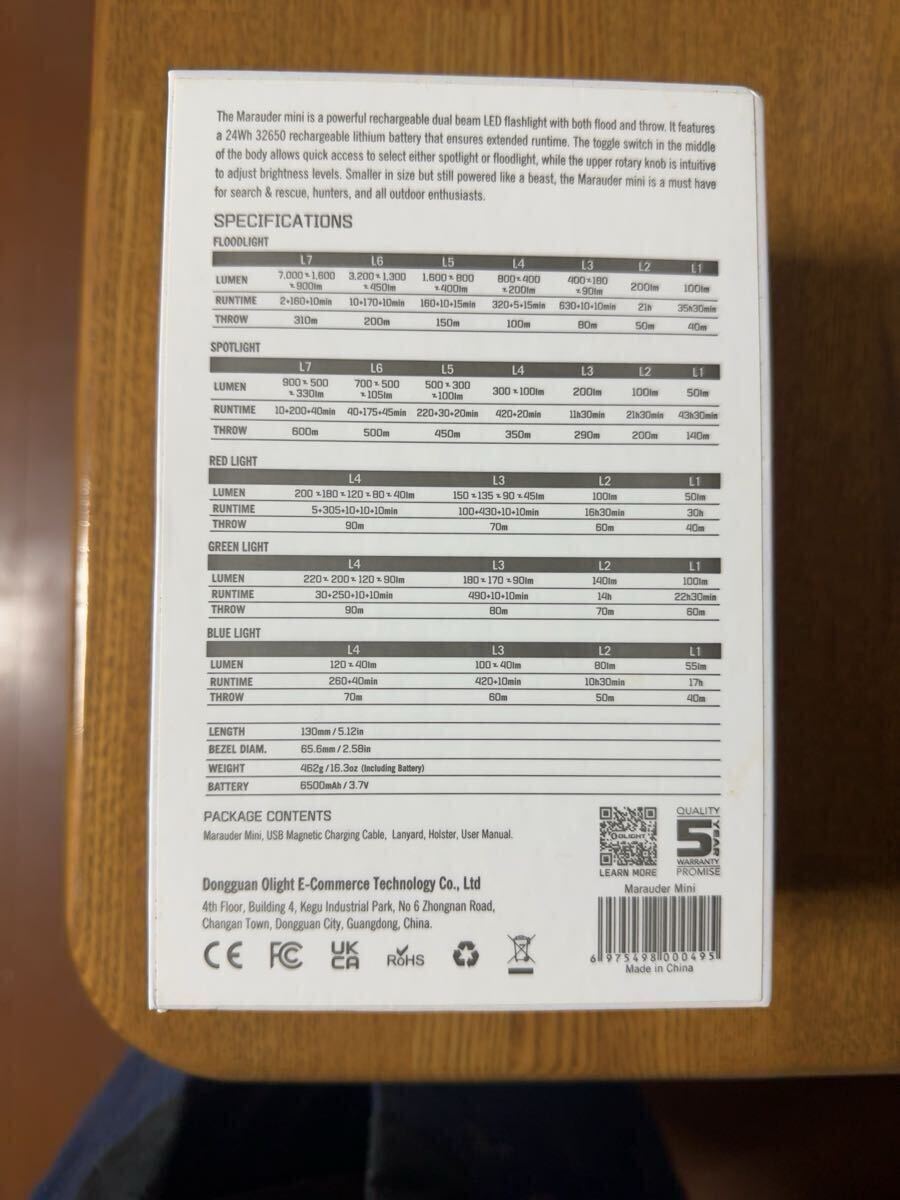 The Marauder mini is a powerful rechargeable dual beam LED flashlight with both flood and throw. It features
a 24Wh 32650 rechargeable lithium battery that ensures extended runtime. The toggle switch in the middle
of the body allows quick access to select either spotlight or floodlight, while the upper rotary knob is intuitive
to adjust brightness levels. Smaller in size but still powered like a beast, the Marauder mini is a must have
for search & rescue, hunters, and all outdoor enthusiasts.
SPECIFICATIONS
FLOODLIGHT
L7 L6 L5 L4 L3 L2 L1
LUMEN 7,000↘1,600↘900lm 3,200↘1,300↘450lm 1,600↘800↘400lm 800↘400↘200lm 400↘180↘90lm 200lm 100lm
RUNTIME 2+160+10min 10+170+10min 160+10+15min 320+5+15min 630+10+10min 21h 35h30min
THROW 310m 200m 150m 100m 80m 50m 40m
SPOTLIGHT
L7 L6 L5 L4 L3 L2 L1
LUMEN 900↘500↘330lm 700↘500↘105lm 500↘300↘100lm 300↘100lm 200lm 100lm 50lm
RUNTIME 10+200+40min 40+175+45min 220+30+20min 420+20min 11h30min 21h30min 43h30min
THROW 600m 500m 450m 350m 290m 200m 140m
RED LIGHT
L4 L3 L2 L1
LUMEN 200↘180↘120↘80↘40lm 150↘135↘90↘45lm 100lm 50lm
RUNTIME 5+305+10+10+10min 100+430+10+10min 16h30min 30h
THROW 90m 70m 60m 40m
GREEN LIGHT
L4 L3 L2 L1
LUMEN 220↘200↘120↘90lm 180↘170↘90lm 140lm 100lm
RUNTIME 30+250+10+10min 490+10+10min 14h 22h30min
THROW 90m 80m 70m 60m
BLUE LIGHT
L4 L3 L2 L1
LUMEN 120↘40lm 100↘40lm 80lm 55lm
RUNTIME 260+40min 420+10min 10h30min 17h
THROW 70m 60m 50m 40m
LENGTH 130mm/5.12in
BEZEL DIAM. 65.6mm/2.58in
WEIGHT 462g/16.3oz (Including Battery)
BATTERY 6500mAh/3.7V
PACKAGE CONTENTS
Marauder Mini, USB Magnetic Charging Cable, Lanyard, Holster, User Manual.
OLIGHT
LEARN MORE
QUALITY
5 YEAR
WARRANTY
PROMISE
Dongguan Olight E-Commerce Technology Co., Ltd
4th Floor, Building 4, Kegu Industrial Park, No 6 Zhongnan Road,
Changan Town, Dongguan City, Guangdong, China.
CE FC UK CA RoHS
Marauder Mini
6 975498 000495
Made in China